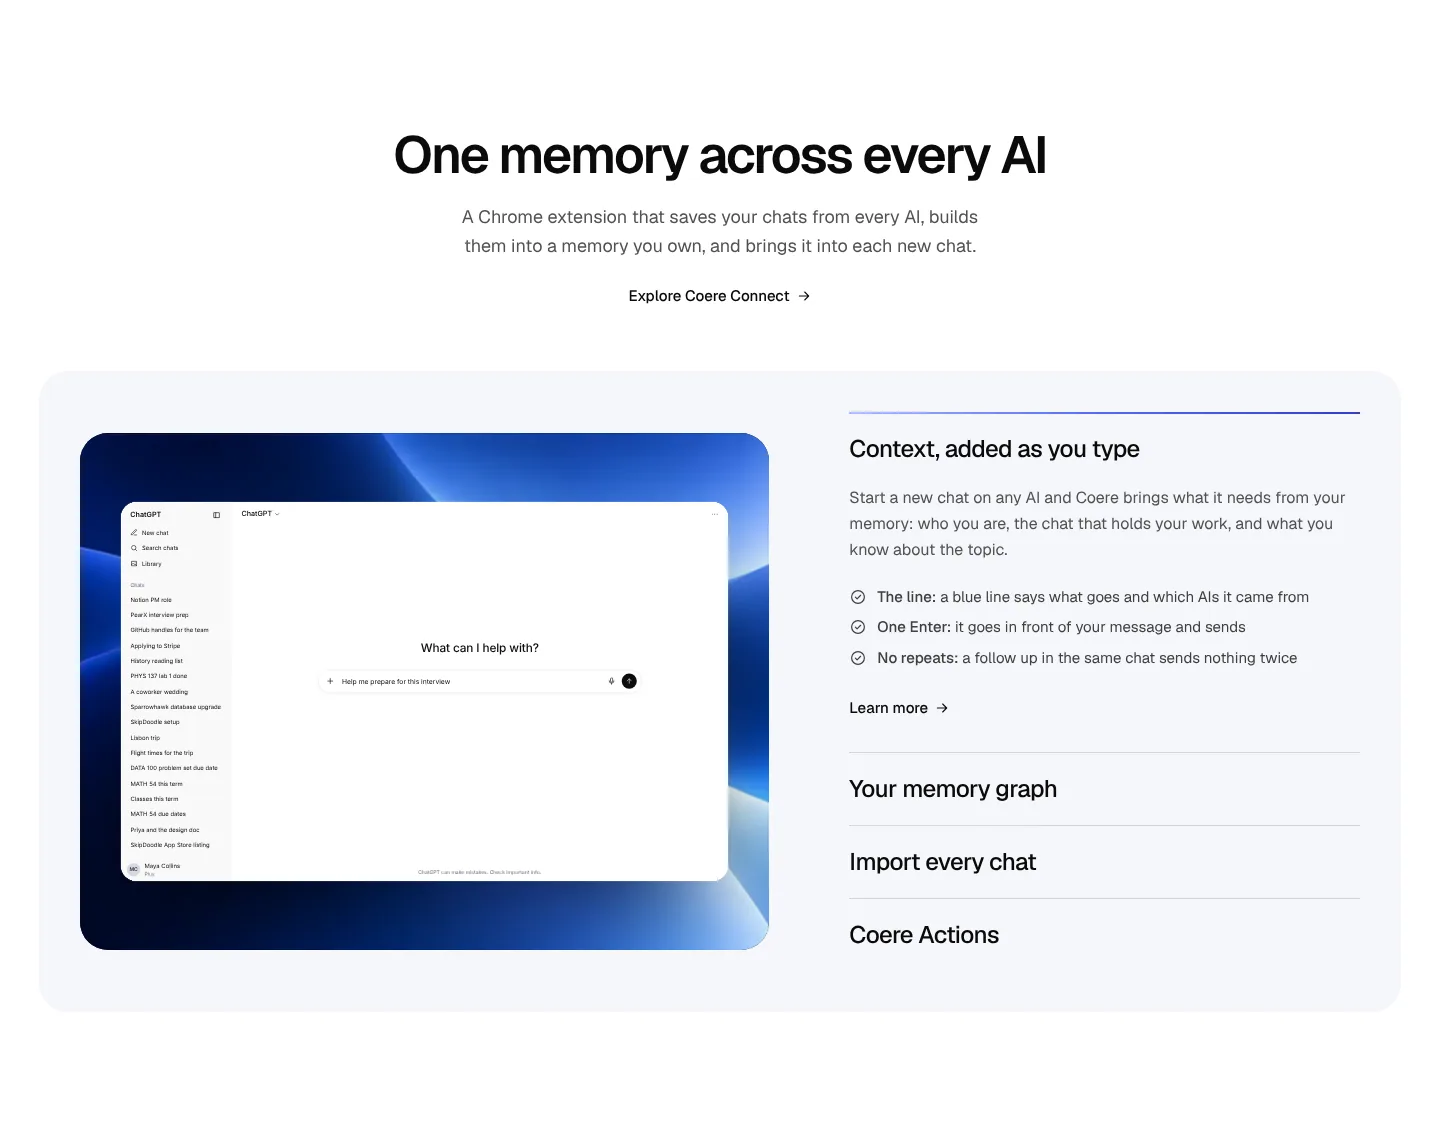 One memory across every AI
A Chrome extension that saves your chats from every AI, builds
them into a memory you own, and brings it into each new chat.
Explore Coere Connect →
ChatGPT
New chat
Search chats
Library
Chats
Notion PM role
PearX interview prep
GitHub handles for the team
Applying to Stripe
History reading list
PHYS 137 lab 1 done
A coworker wedding
Sparrowhawk database upgrade
SkipDoodle setup
Lisbon trip
Flight times for the trip
DATA 100 problem set due date
MATH 54 this term
Classes this term
MATH 54 due dates
Priya and the design doc
SkipDoodle App Store listing
MC
Maya Collins
Plus
ChatGPT
What can I help with?
Help me prepare for this interview
ChatGPT can make mistakes. Check important info.
Context, added as you type
Start a new chat on any AI and Coere brings what it needs from your
memory: who you are, the chat that holds your work, and what you
know about the topic.
The line: a blue line says what goes and which AIs it came from
One Enter: it goes in front of your message and sends
No repeats: a follow up in the same chat sends nothing twice
Learn more →
Your memory graph
Import every chat
Coere Actions